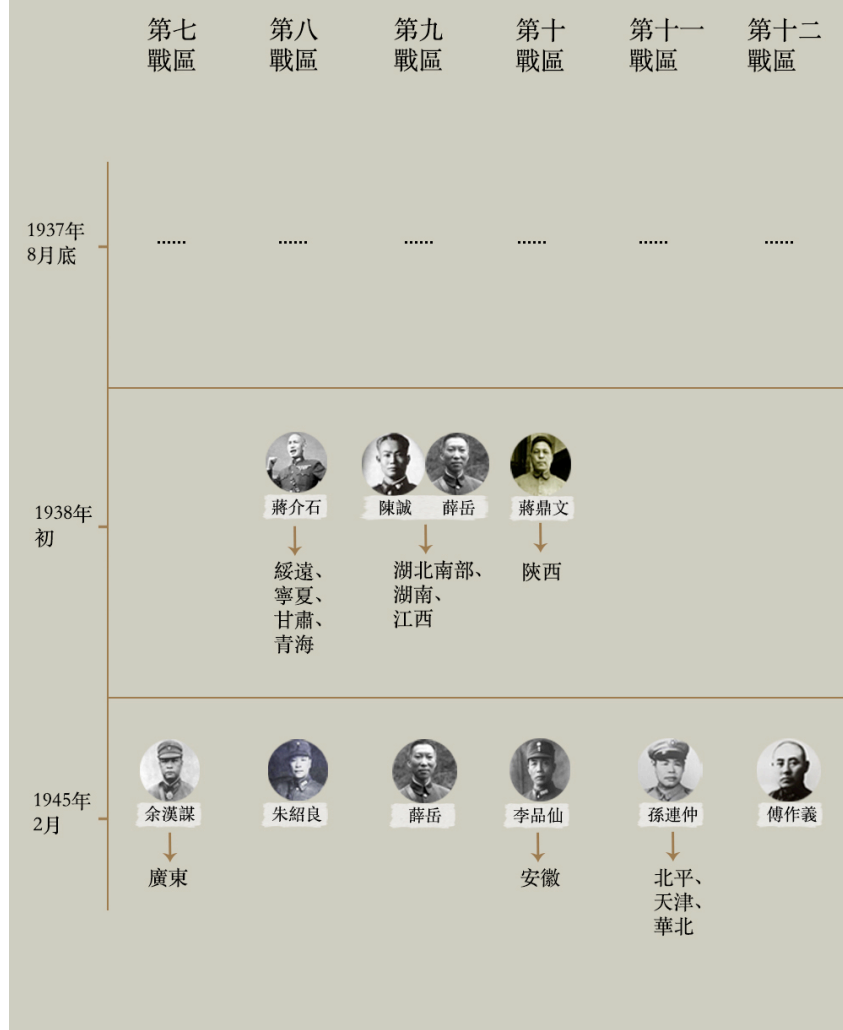 第七
戰區
第八
戰區
第九
戰區
第十
戰區
第十一
戰區
第十二
戰區
1937年
8月底
......
......
......
......
......
......
1938年
初
蔣介石
陳誠
薛岳
蔣鼎文
綏遠、
寧夏、
甘肅、
青海
湖北南部、
湖南、
江西
陝西
1945年
2月
余漢謀
朱紹良
薛岳
李品仙
孫連仲
傅作義
廣東
安徽
北平、
天津、
華北